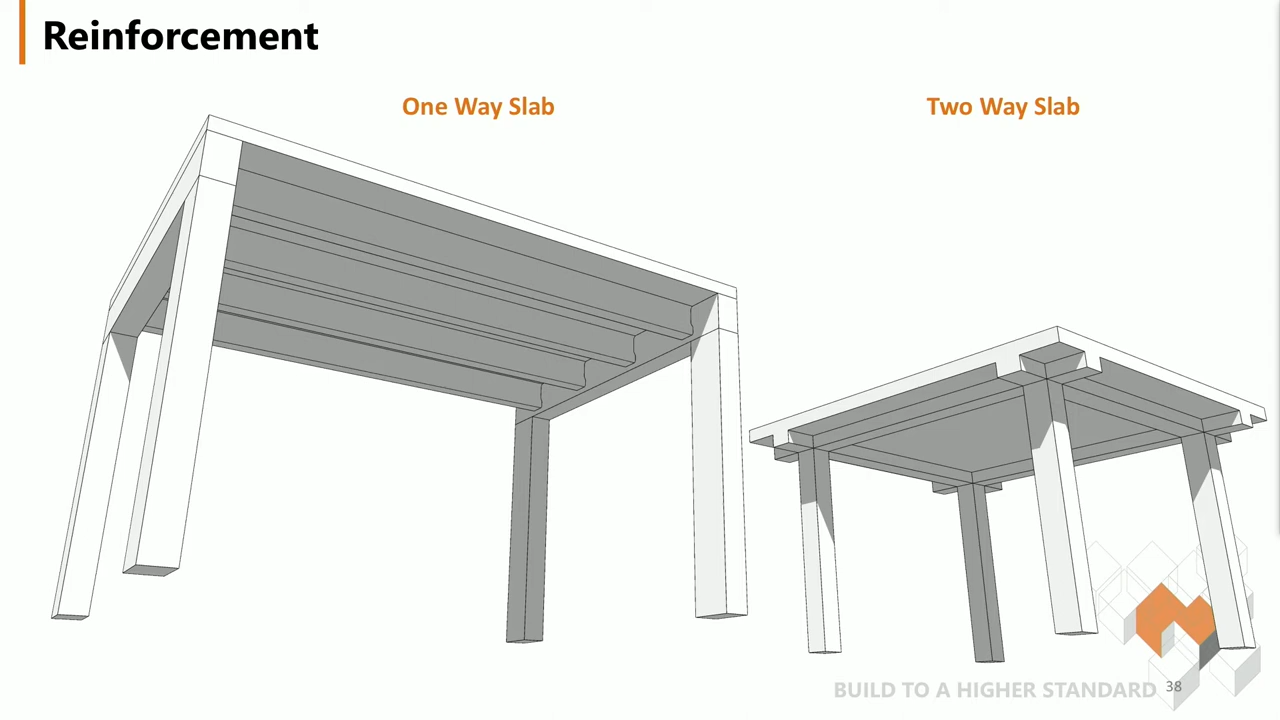 Reinforcement
One Way Slab
Two Way Slab
BUILD TO A HIGHER STANDARD
38